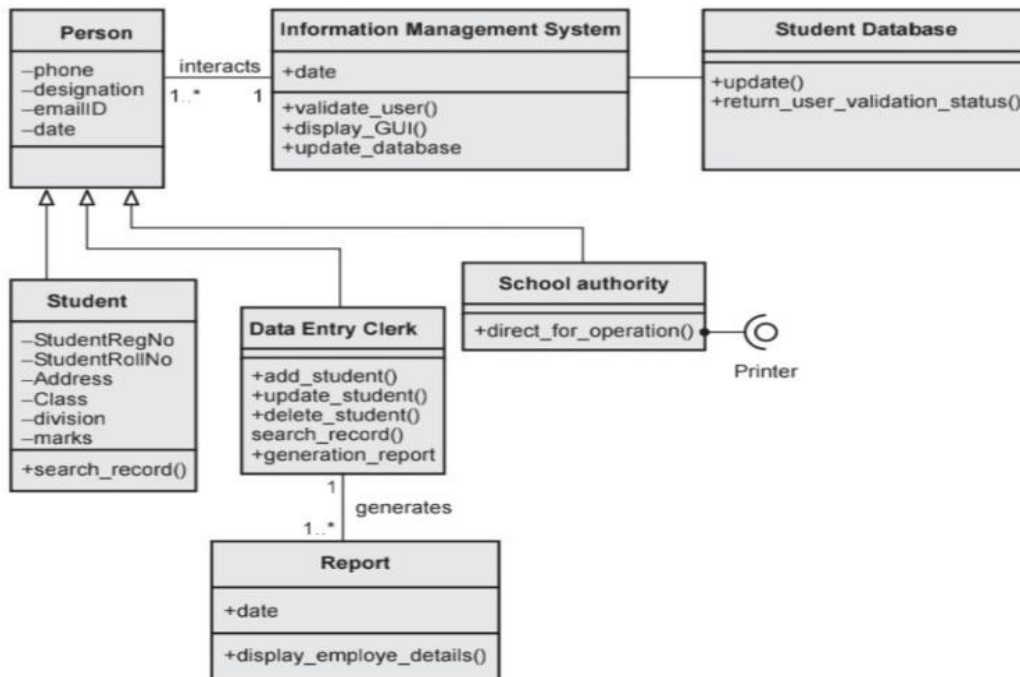 Person
–phone
–designation
–emailID
–date
interacts
1..*
1
Information Management System
+date
+validate_user()
+display_GUI()
+update_database
Student Database
+update()
+return_user_validation_status()
Student
–StudentRegNo
–StudentRollNo
–Address
–Class
–division
–marks
+search_record()
Data Entry Clerk
+add_student()
+update_student()
+delete_student()
search_record()
+generation_report
School authority
+direct_for_operation()
Printer
1
generates
1..*
Report
+date
+display_employe_details()